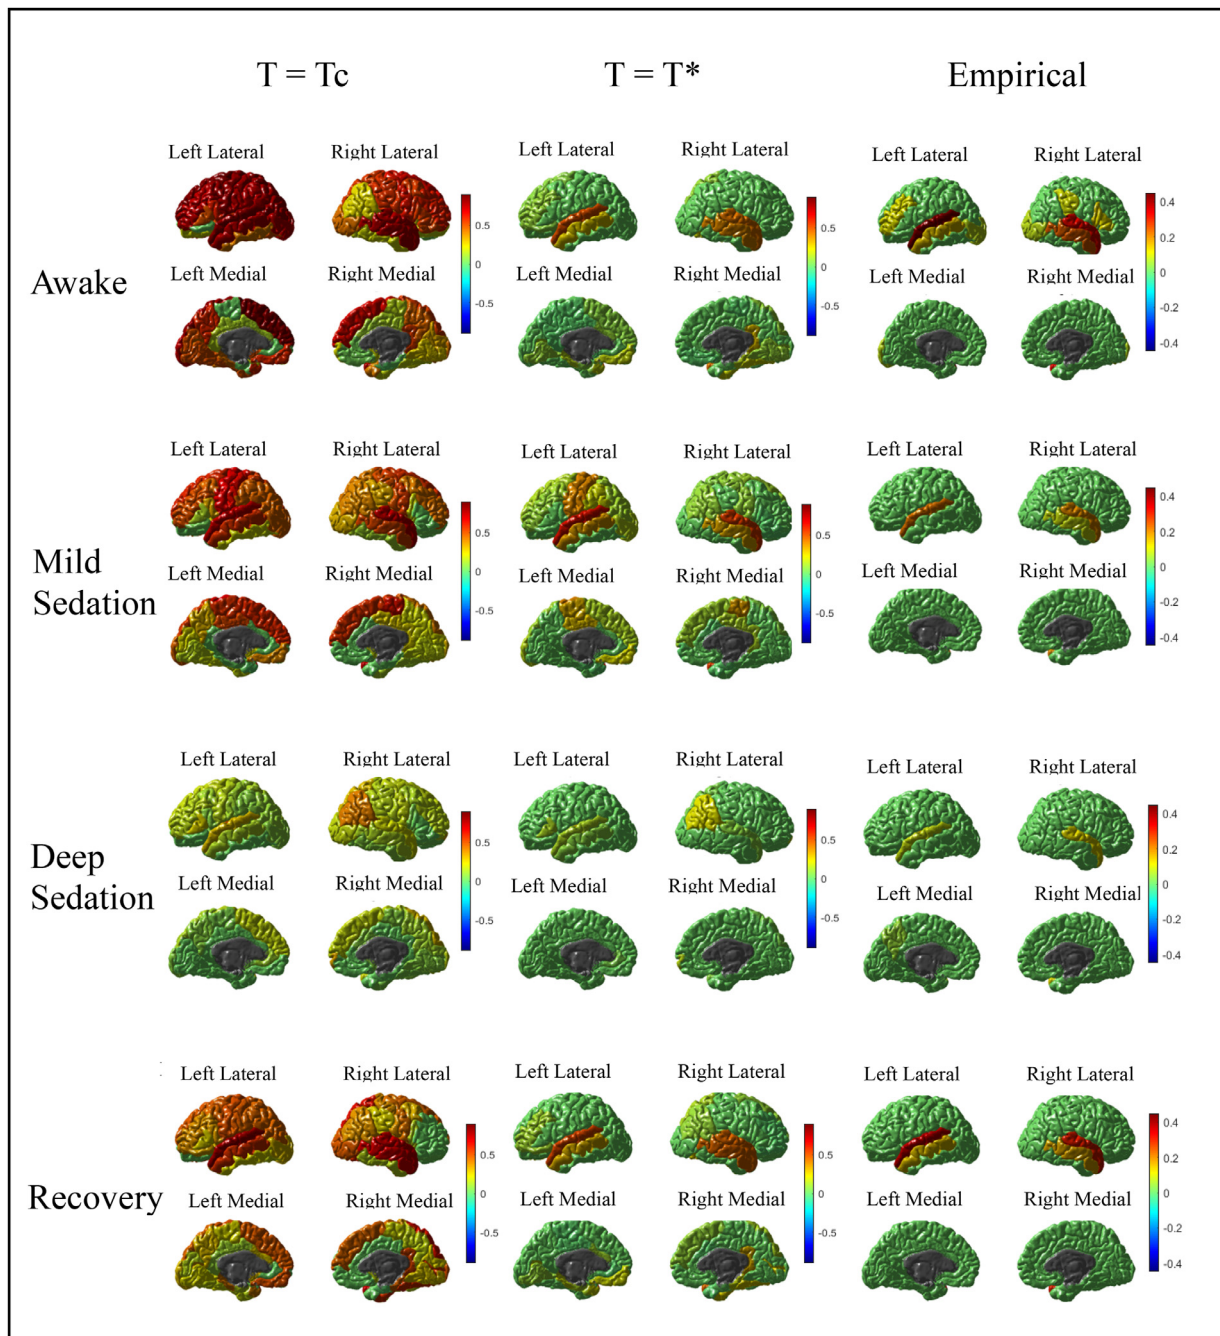 T = Tc
T = T*
Empirical
Awake
Left Lateral
Right Lateral
Left Medial
Right Medial
0.5
0
-0.5
Left Lateral
Right Lateral
Left Medial
Right Medial
0.5
0
-0.5
Left Lateral
Right Lateral
Left Medial
Right Medial
0.4
0.2
0
-0.2
-0.4
Mild
Sedation
Left Lateral
Right Lateral
Left Medial
Right Medial
0.5
0
-0.5
Left Lateral
Right Lateral
Left Medial
Right Medial
0.5
0
-0.5
Left Lateral
Right Lateral
Left Medial
Right Medial
0.4
0.2
0
-0.2
-0.4
Deep
Sedation
Left Lateral
Right Lateral
Left Medial
Right Medial
0.5
0
-0.5
Left Lateral
Right Lateral
Left Medial
Right Medial
0.5
0
-0.5
Left Lateral
Right Lateral
Left Medial
Right Medial
0.4
0.2
0
-0.2
-0.4
Recovery
Left Lateral
Right Lateral
Left Medial
Right Medial
0.5
0
-0.5
Left Lateral
Right Lateral
Left Medial
Right Medial
0.5
0
-0.5
Left Lateral
Right Lateral
Left Medial
Right Medial
0.4
0.2
0
-0.2
-0.4